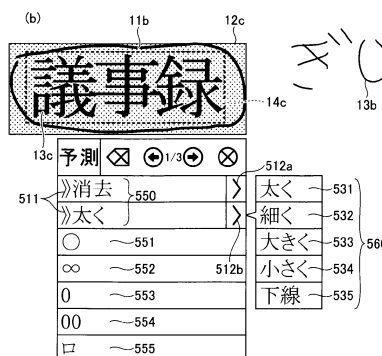 (b)
11b
12c
議事録
ぎじ
13b
13c
14c
予測
1/3
512a
511
》消去
550
》太く
512b
太く
531
細く
532
大きく
533
560
小さく
534
下線
535
○
551
∞
552
0
553
00
554
ロ
555